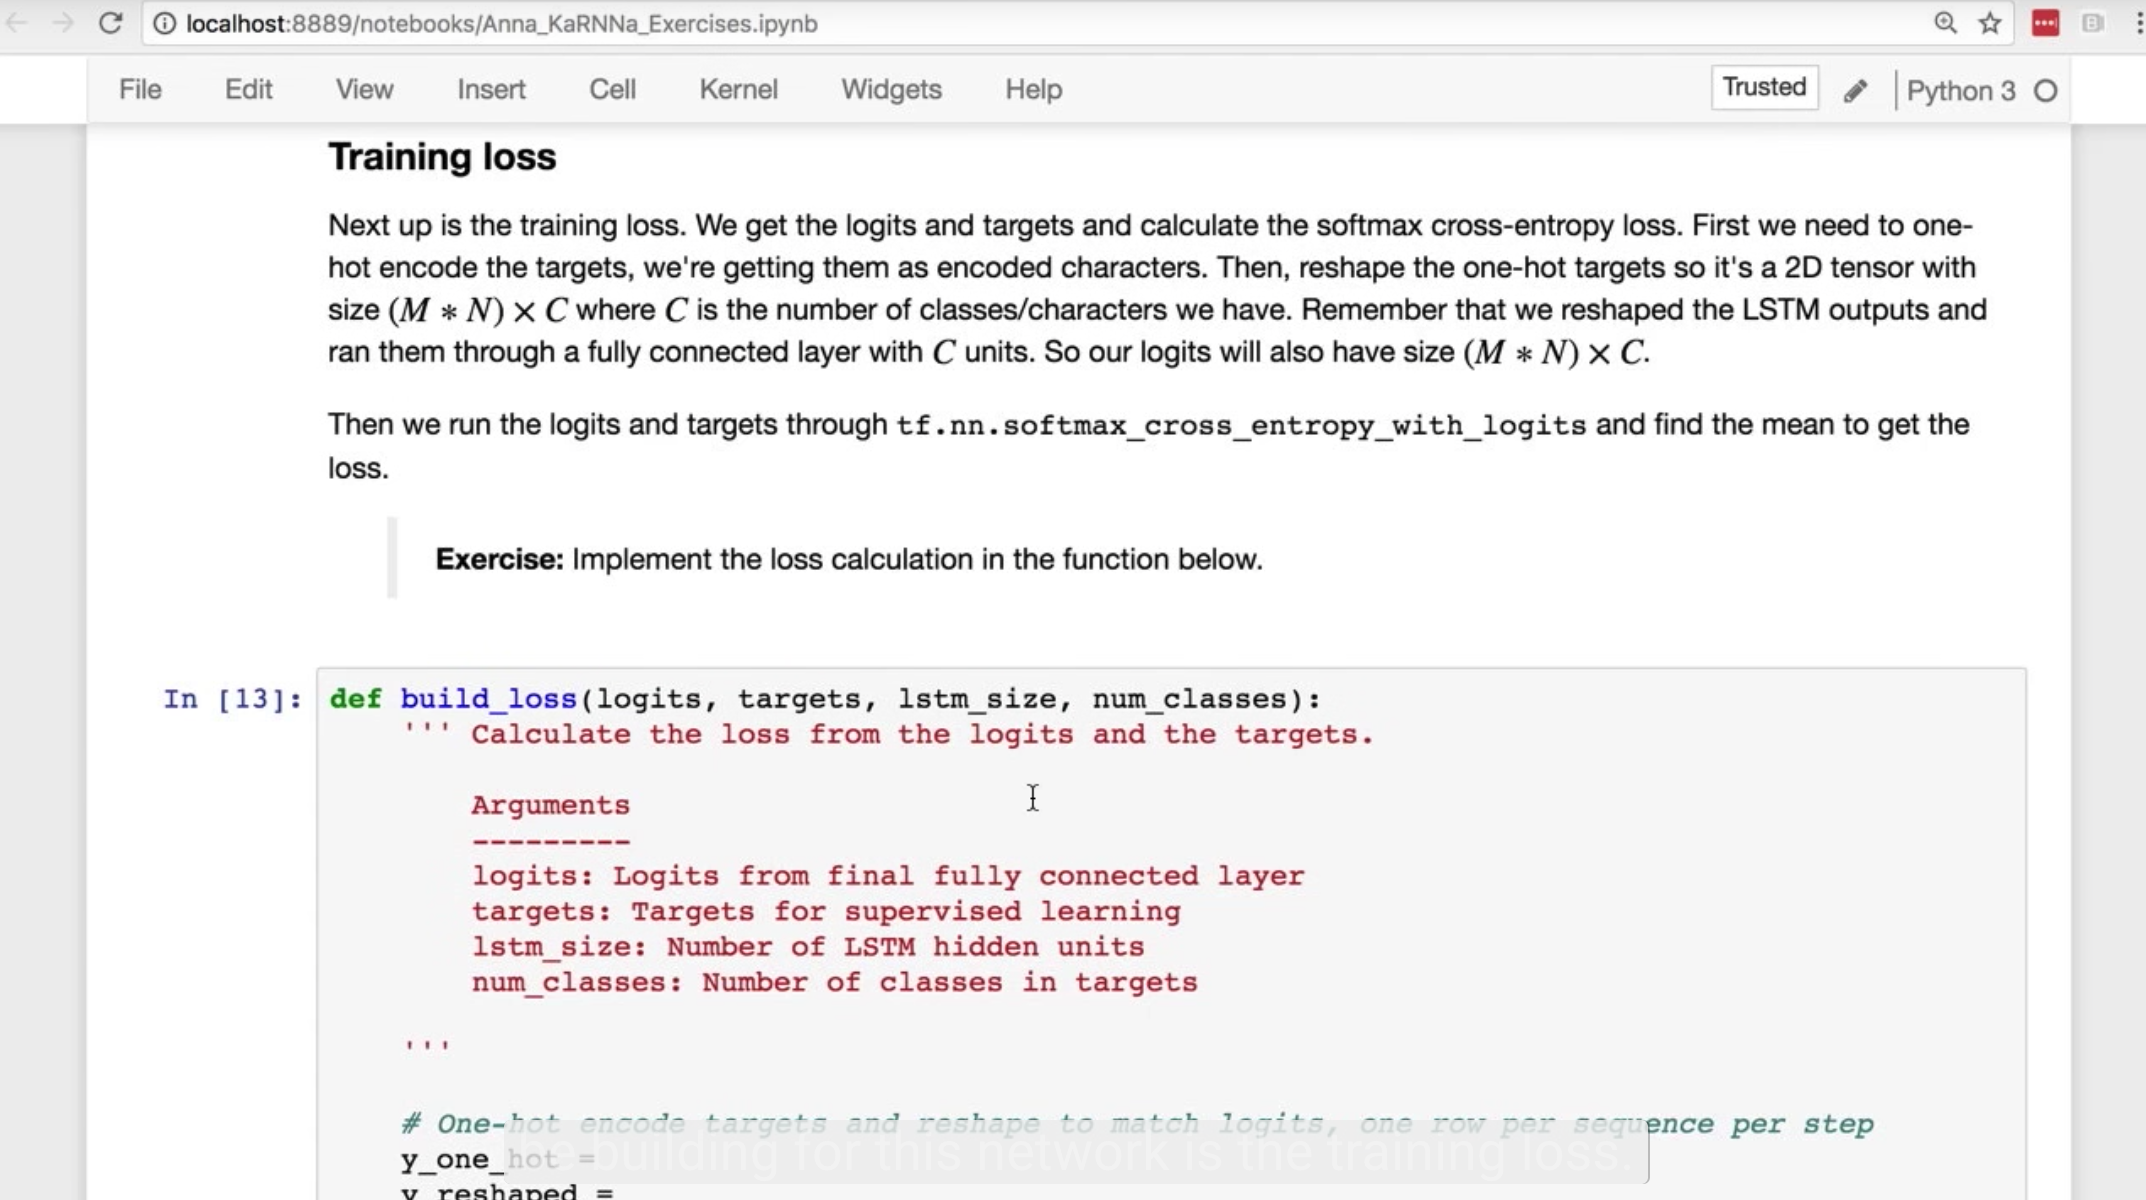 localhost:8889/notebooks/Anna_KaRNNa_Exercises.ipynb
File Edit View Insert Cell Kernel Widgets Help Trusted Python 3
Training loss
Next up is the training loss. We get the logits and targets and calculate the softmax cross-entropy loss. First we need to one-
hot encode the targets, we're getting them as encoded characters. Then, reshape the one-hot targets so it's a 2D tensor with
size (M * N) × C where C is the number of classes/characters we have. Remember that we reshaped the LSTM outputs and
ran them through a fully connected layer with C units. So our logits will also have size (M * N) × C.
Then we run the logits and targets through tf.nn.softmax_cross_entropy_with_logits and find the mean to get the
loss.
Exercise: Implement the loss calculation in the function below.
In [13]: def build_loss(logits, targets, lstm_size, num_classes):
''' Calculate the loss from the logits and the targets.
Arguments
---------
logits: Logits from final fully connected layer
targets: Targets for supervised learning
lstm_size: Number of LSTM hidden units
num_classes: Number of classes in targets
'''
# One-hot encode targets and reshape to match logits, one row per sequence per step
y_one_hot =
be building for this network is the training loss.
y_reshaped =